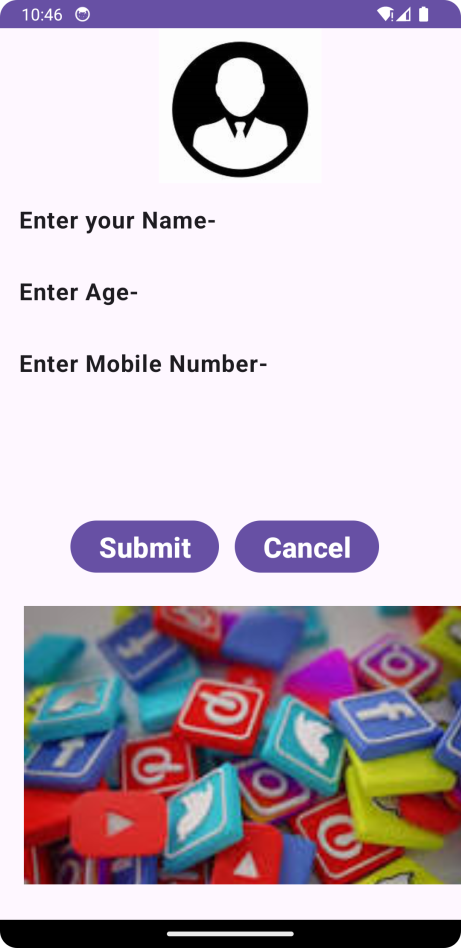 10:46
Enter your Name-
Enter Age-
Enter Mobile Number-
Submit
Cancel